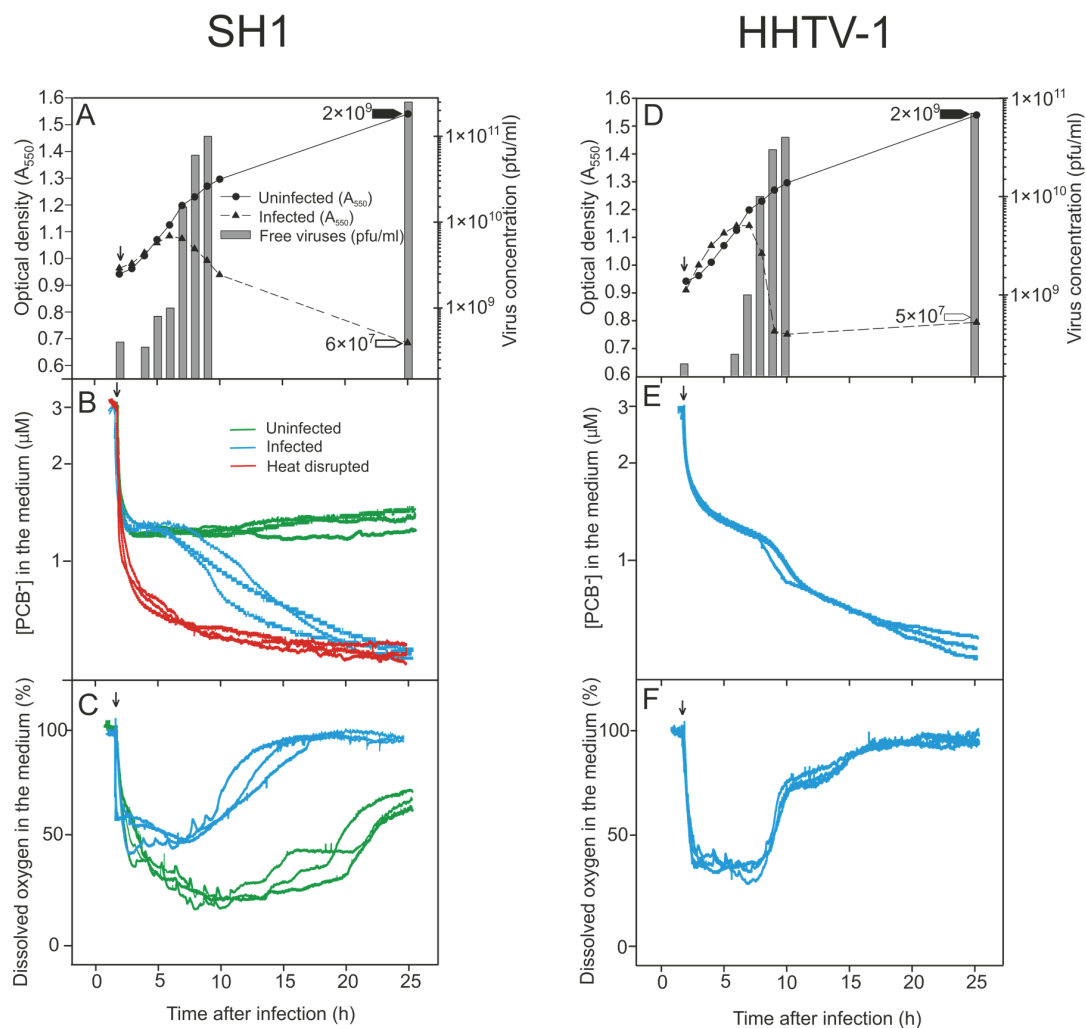 SH1
HHTV-1
A
1.6
1.5
1.4
1.3
1.2
1.1
1.0
0.9
0.8
0.7
0.6
Optical density (A550)
2×10⁹
6×10⁷
Uninfected (A550)
Infected (A550)
Free viruses (pfu/ml)
1×10¹¹
1×10¹⁰
1×10⁹
Virus concentration (pfu/ml)
D
1.6
1.5
1.4
1.3
1.2
1.1
1.0
0.9
0.8
0.7
0.6
Optical density (A550)
2×10⁹
5×10⁷
1×10¹¹
1×10¹⁰
1×10⁹
Virus concentration (pfu/ml)
B
3
2
1
[PCB⁻] in the medium (µM)
Uninfected
Infected
Heat disrupted
E
3
2
1
[PCB⁻] in the medium (µM)
C
100
50
0
Dissolved oxygen in the medium (%)
0 5 10 15 20 25
Time after infection (h)
F
100
50
0
Dissolved oxygen in the medium (%)
0 5 10 15 20 25
Time after infection (h)